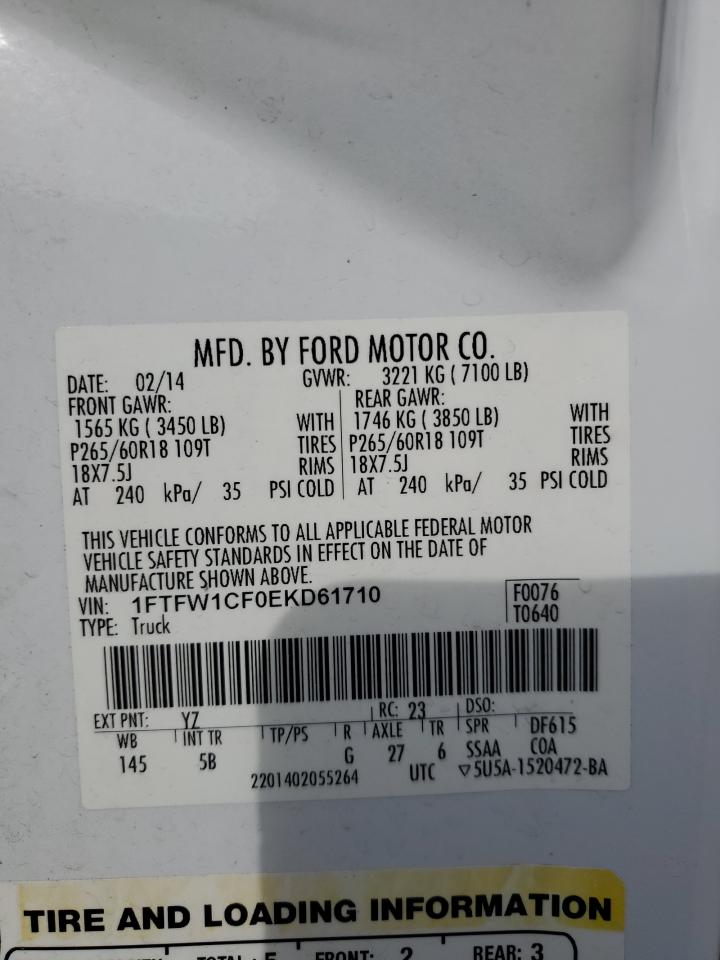 MFD. BY FORD MOTOR CO.
DATE: 02/14 GVWR: 3221 KG ( 7100 LB)
FRONT GAWR: REAR GAWR:
1565 KG ( 3450 LB) WITH 1746 KG ( 3850 LB) WITH
P265/60R18 109T TIRES P265/60R18 109T TIRES
18X7.5J RIMS 18X7.5J RIMS
AT 240 kPa/ 35 PSI COLD AT 240 kPa/ 35 PSI COLD
THIS VEHICLE CONFORMS TO ALL APPLICABLE FEDERAL MOTOR
VEHICLE SAFETY STANDARDS IN EFFECT ON THE DATE OF
MANUFACTURE SHOWN ABOVE.
VIN: 1FTFW1CF0EKD61710 F0076
TYPE: Truck T0640
EXT PNT: YZ RC: 23 DSO:
WB INT TR TP/PS R AXLE TR SPR DF615
145 5B G 27 6 SSAA COA
2201402055264 UTC ▽5U5A-1520472-BA
TIRE AND LOADING INFORMATION
FRONT: 2 REAR: 3